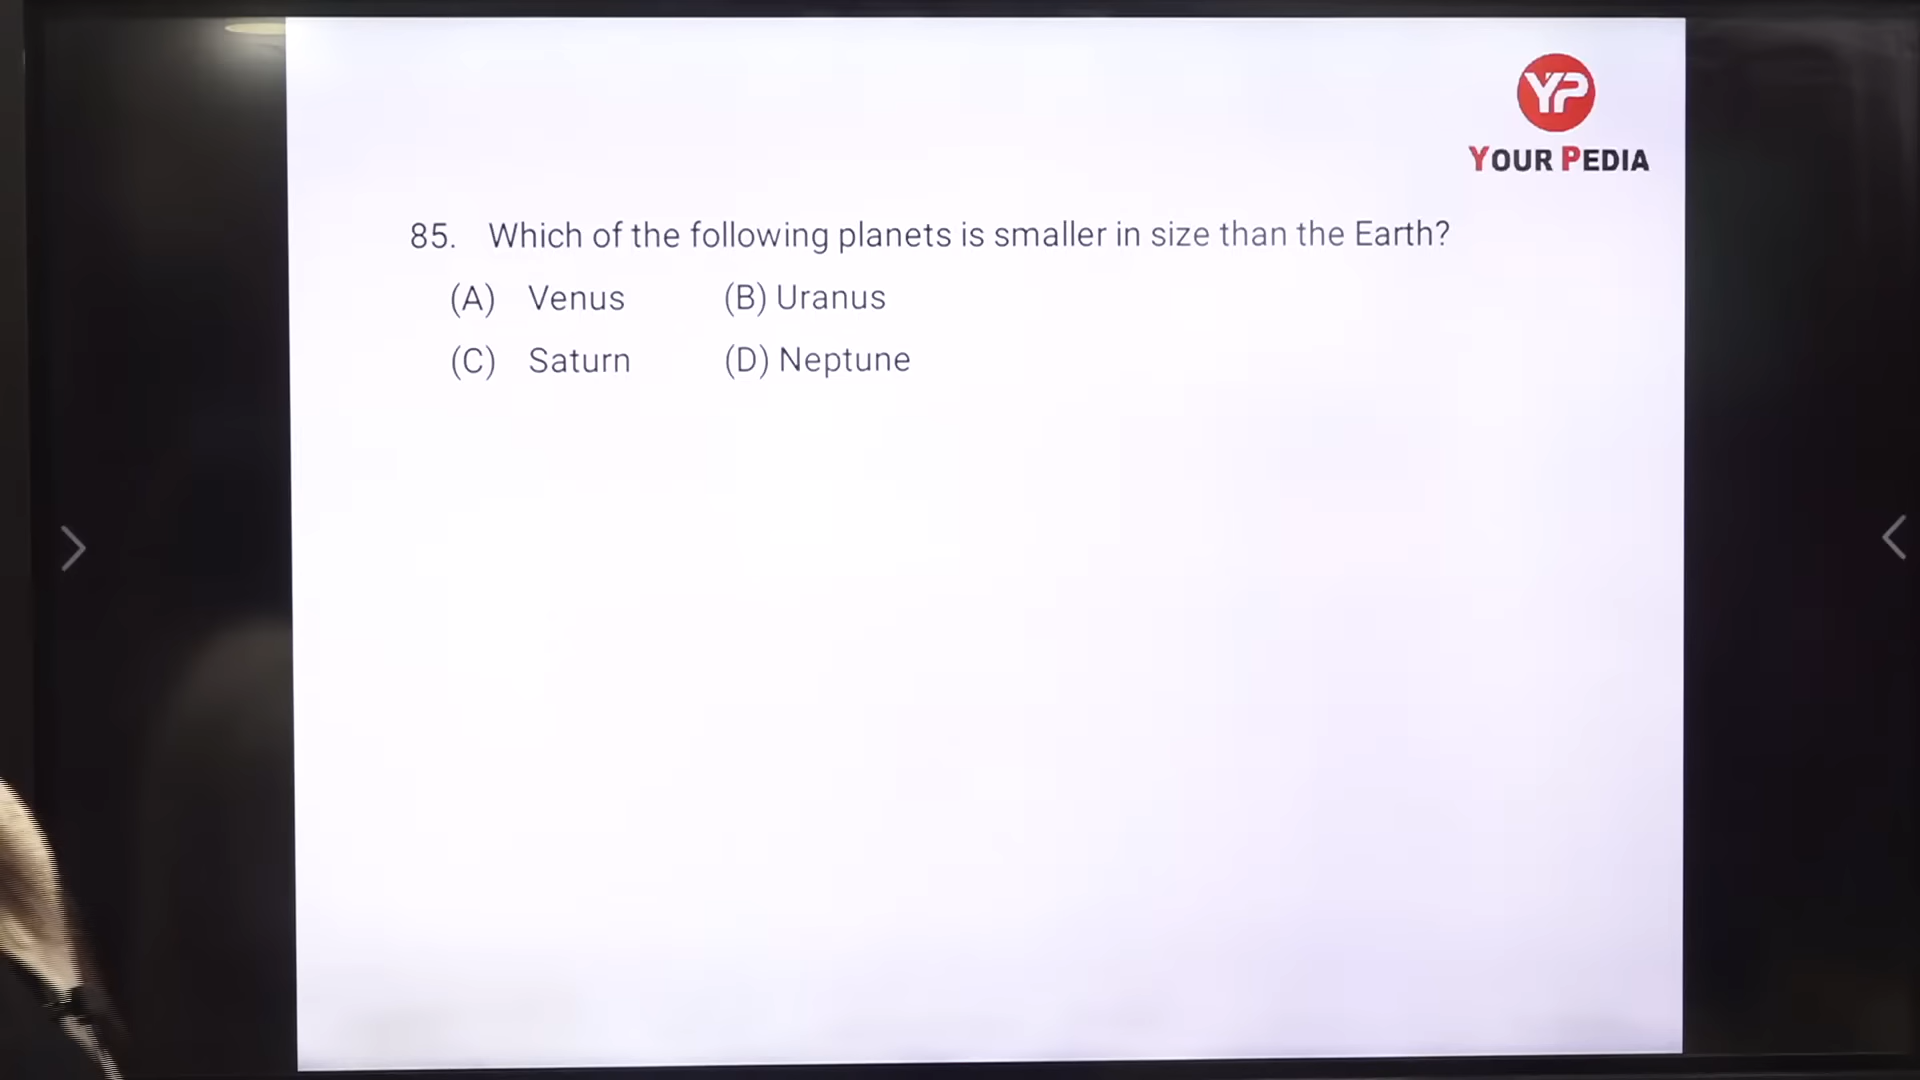 YP
YOUR PEDIA
85. Which of the following planets is smaller in size than the Earth?
(A) Venus (B) Uranus
(C) Saturn (D) Neptune